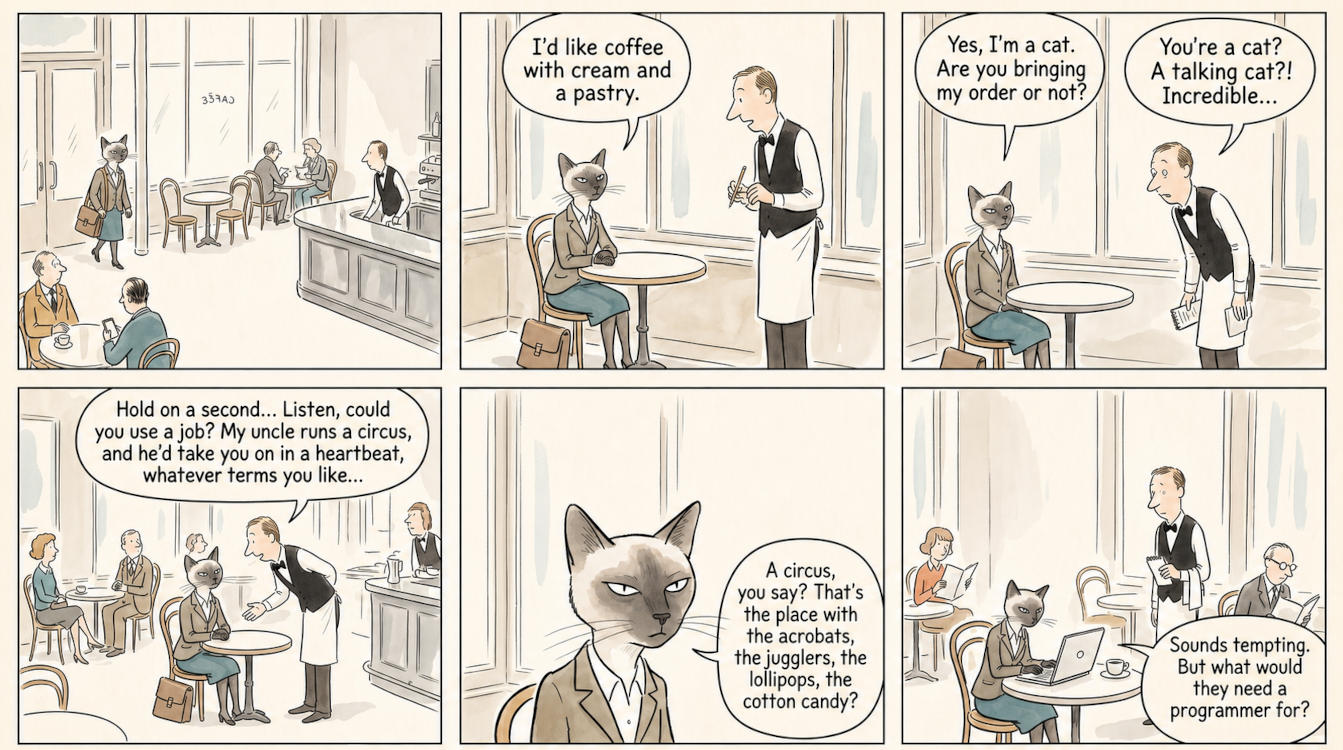 I'd like coffee
with cream and
a pastry.
Yes, I'm a cat.
Are you bringing
my order or not?
You're a cat?
A talking cat?!
Incredible...
Hold on a second... Listen, could
you use a job? My uncle runs a circus,
and he'd take you on in a heartbeat,
whatever terms you like...
A circus,
you say? That's
the place with
the acrobats,
the jugglers, the
lollipops, the
cotton candy?
Sounds tempting.
But what would
they need a
programmer for?